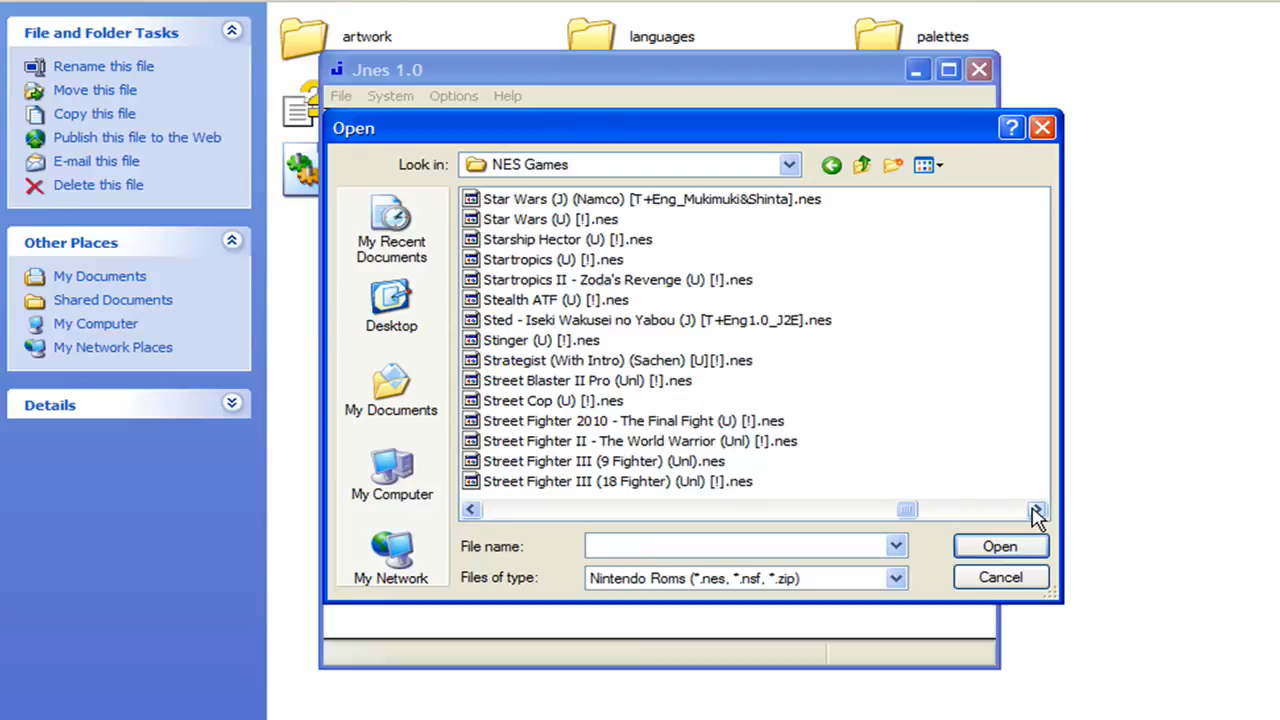 File and Folder Tasks
Rename this file
Move this file
Copy this file
Publish this file to the Web
E-mail this file
Delete this file
Other Places
My Documents
Shared Documents
My Computer
My Network Places
Details
artwork
languages
palettes
Jnes 1.0
File System Options Help
Open
Look in: NES Games
My Recent
Documents
Desktop
My Documents
My Computer
My Network
Star Wars (J) (Namco) [T+Eng_Mukimuki&Shinta].nes
Star Wars (U) [!].nes
Starship Hector (U) [!].nes
Startropics (U) [!].nes
Startropics II - Zoda's Revenge (U) [!].nes
Stealth ATF (U) [!].nes
Sted - Iseki Wakusei no Yabou (J) [T+Eng1.0_J2E].nes
Stinger (U) [!].nes
Strategist (With Intro) (Sachen) [U][!].nes
Street Blaster II Pro (Unl) [!].nes
Street Cop (U) [!].nes
Street Fighter 2010 - The Final Fight (U) [!].nes
Street Fighter II - The World Warrior (Unl) [!].nes
Street Fighter III (9 Fighter) (Unl).nes
Street Fighter III (18 Fighter) (Unl) [!].nes
File name:
Open
Files of type: Nintendo Roms (*.nes, *.nsf, *.zip)
Cancel